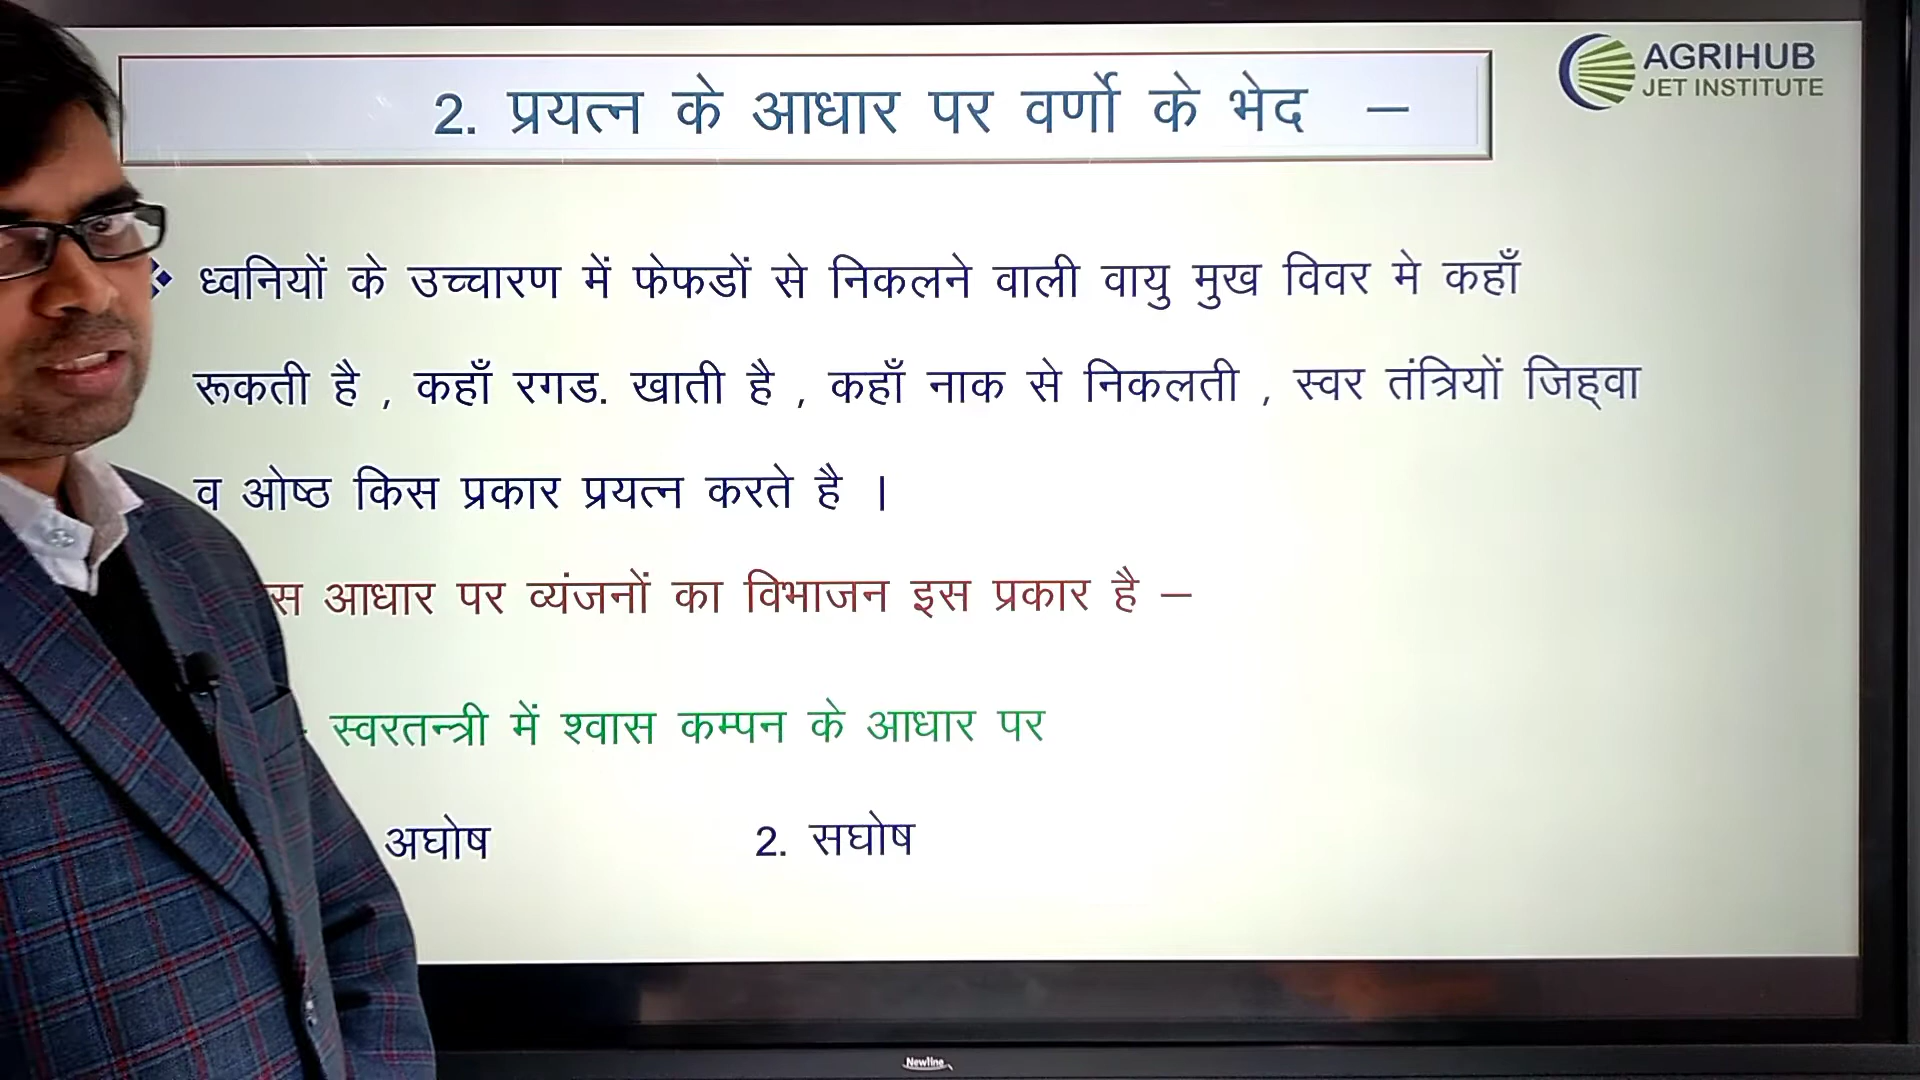 AGRIHUB
JET INSTITUTE
2. प्रयत्न के आधार पर वर्णो के भेद –
ध्वनियों के उच्चारण में फेफडों से निकलने वाली वायु मुख विवर मे कहाँ
रूकती है , कहाँ रगड. खाती है , कहाँ नाक से निकलती , स्वर तंत्रियों जिह्वा
व ओष्ठ किस प्रकार प्रयत्न करते है ।
आधार पर व्यंजनों का विभाजन इस प्रकार है –
स्वरतन्त्री में श्वास कम्पन के आधार पर
अघोष 2. सघोष
Newline